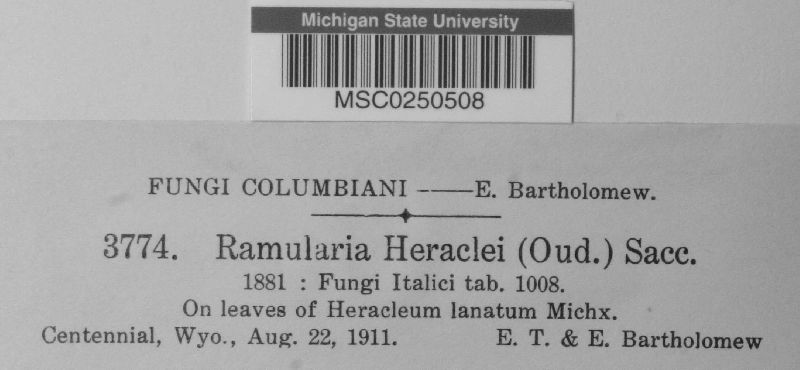 Michigan State University
MSC0250508
FUNGI COLUMBIANI —— E. Bartholomew.
3774. Ramularia Heraclei (Oud.) Sacc.
1881 : Fungi Italici tab. 1008.
On leaves of Heracleum lanatum Michx.
Centennial, Wyo., Aug. 22, 1911. E. T. & E. Bartholomew